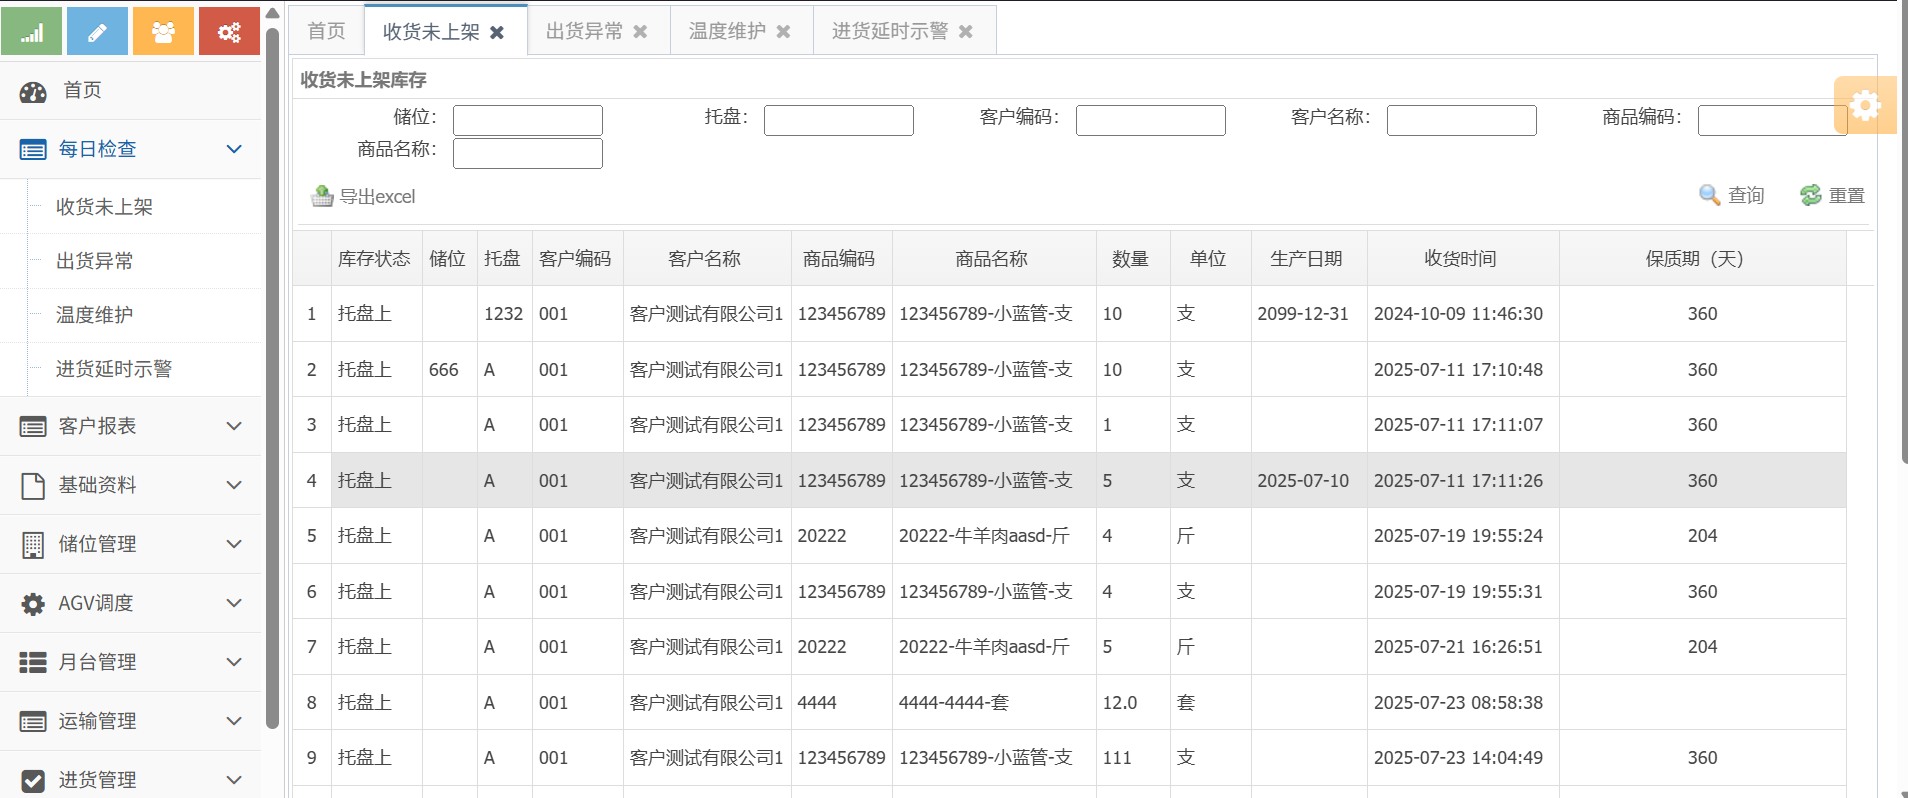 首页 收货未上架 出货异常 温度维护 进货延时示警
首页
每日检查
收货未上架
出货异常
温度维护
进货延时示警
客户报表
基础资料
储位管理
AGV调度
月台管理
运输管理
进货管理
收货未上架库存
储位： 托盘： 客户编码： 客户名称： 商品编码：
商品名称：
导出excel 查询 重置
库存状态 储位 托盘 客户编码 客户名称 商品编码 商品名称 数量 单位 生产日期 收货时间 保质期（天）
1 托盘上 1232 001 客户测试有限公司1 123456789 123456789-小蓝管-支 10 支 2099-12-31 2024-10-09 11:46:30 360
2 托盘上 666 A 001 客户测试有限公司1 123456789 123456789-小蓝管-支 10 支 2025-07-11 17:10:48 360
3 托盘上 A 001 客户测试有限公司1 123456789 123456789-小蓝管-支 1 支 2025-07-11 17:11:07 360
4 托盘上 A 001 客户测试有限公司1 123456789 123456789-小蓝管-支 5 支 2025-07-10 2025-07-11 17:11:26 360
5 托盘上 A 001 客户测试有限公司1 20222 20222-牛羊肉aasd-斤 4 斤 2025-07-19 19:55:24 204
6 托盘上 A 001 客户测试有限公司1 123456789 123456789-小蓝管-支 4 支 2025-07-19 19:55:31 360
7 托盘上 A 001 客户测试有限公司1 20222 20222-牛羊肉aasd-斤 5 斤 2025-07-21 16:26:51 204
8 托盘上 A 001 客户测试有限公司1 4444 4444-4444-套 12.0 套 2025-07-23 08:58:38
9 托盘上 A 001 客户测试有限公司1 123456789 123456789-小蓝管-支 111 支 2025-07-23 14:04:49 360